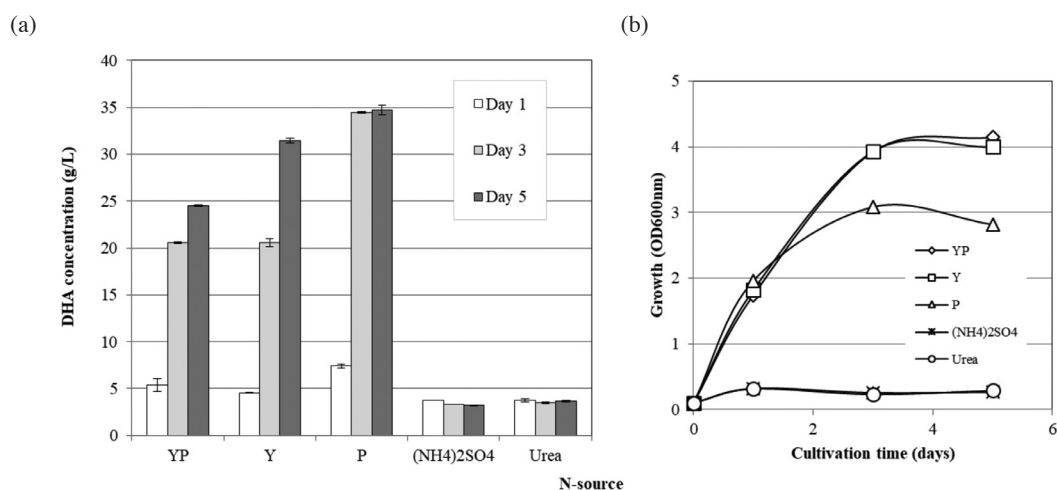 (a)
DHA concentration (g/L)
40
35
30
25
20
15
10
5
0
Day 1
Day 3
Day 5
YP
Y
P
(NH4)2SO4
Urea
N-source
(b)
Growth (OD600nm)
5
4
3
2
1
0
YP
Y
P
(NH4)2SO4
Urea
0
2
4
6
Cultivation time (days)